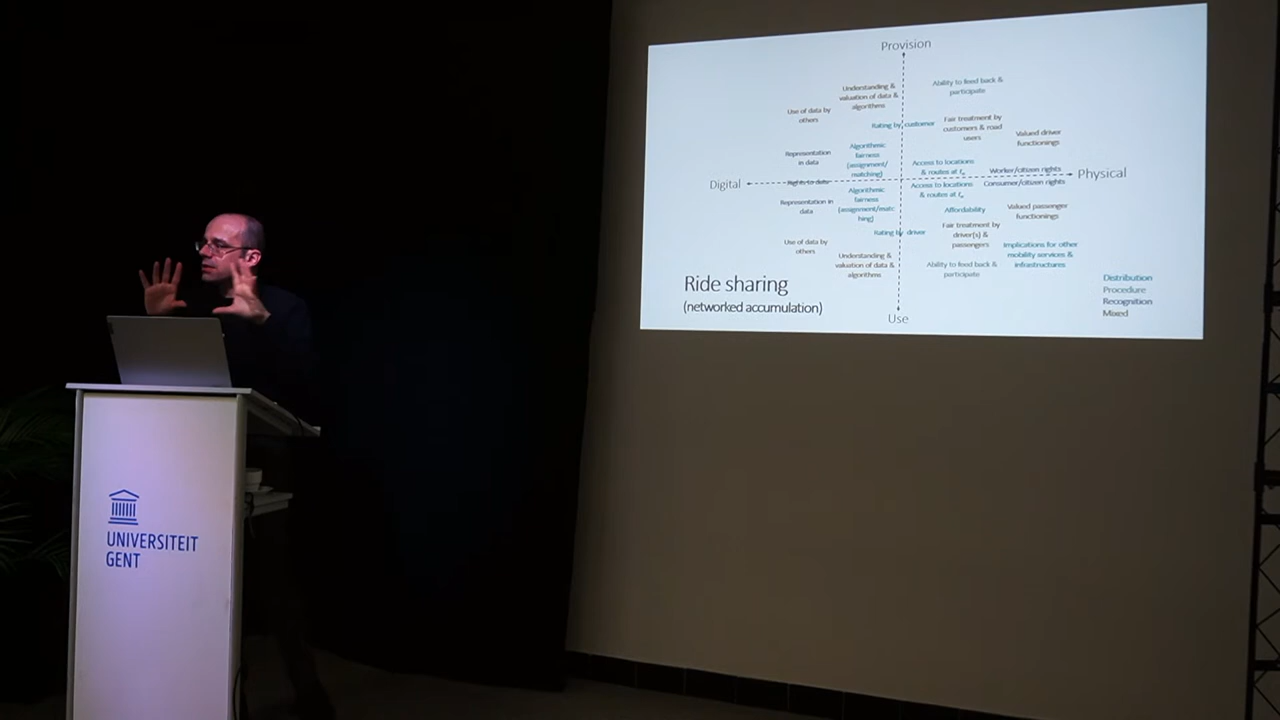 Provision
Understanding &
valuation of data &
algorithms
Ability to feed back &
participate
Use of data by
others
Rating by customer
Fair treatment by
customers & road
users
Valued driver
functionings
Representation
in data
Algorithmic
fairness
(assignment/
matching)
Access to locations
& routes at
Worker/citizen rights
Digital
Rights to data
Physical
Consumer/citizen rights
Representation in
data
Algorithmic
fairness
(assignment/matc
hing)
Access to locations
& routes at
Affordability
Valued passenger
functionings
Rating by driver
Fair treatment by
driver(s) &
passengers
Use of data by
others
Implications for other
mobility services &
infrastructures
Understanding &
valuation of data &
algorithms
Ability to feed back &
participate
Ride sharing
(networked accumulation)
Use
Distribution
Procedure
Recognition
Mixed
UNIVERSITEIT
GENT